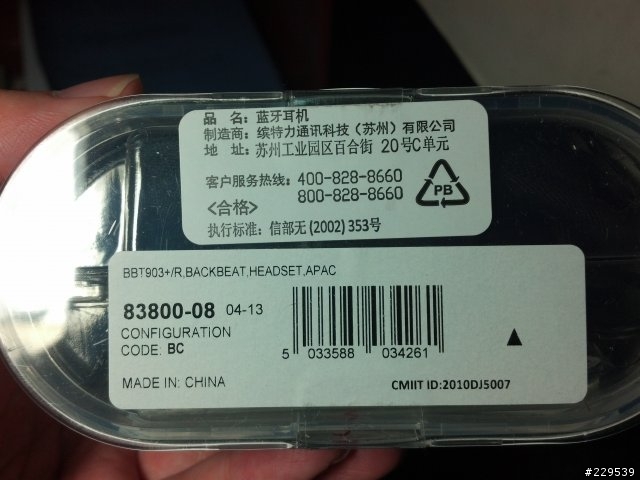 品 名：蓝牙耳机
制造商：缤特力通讯科技（苏州）有限公司
地 址：苏州工业园区百合街 20号C单元
客户服务热线：400-828-8660
800-828-8660
<合格>
执行标准：信部无(2002)353号
PB
BBT903+/R,BACKBEAT,HEADSET,APAC
83800-08 04-13
CONFIGURATION
CODE: BC
5 033588 034261
MADE IN: CHINA
CMIIT ID:2010DJ5007
#229539